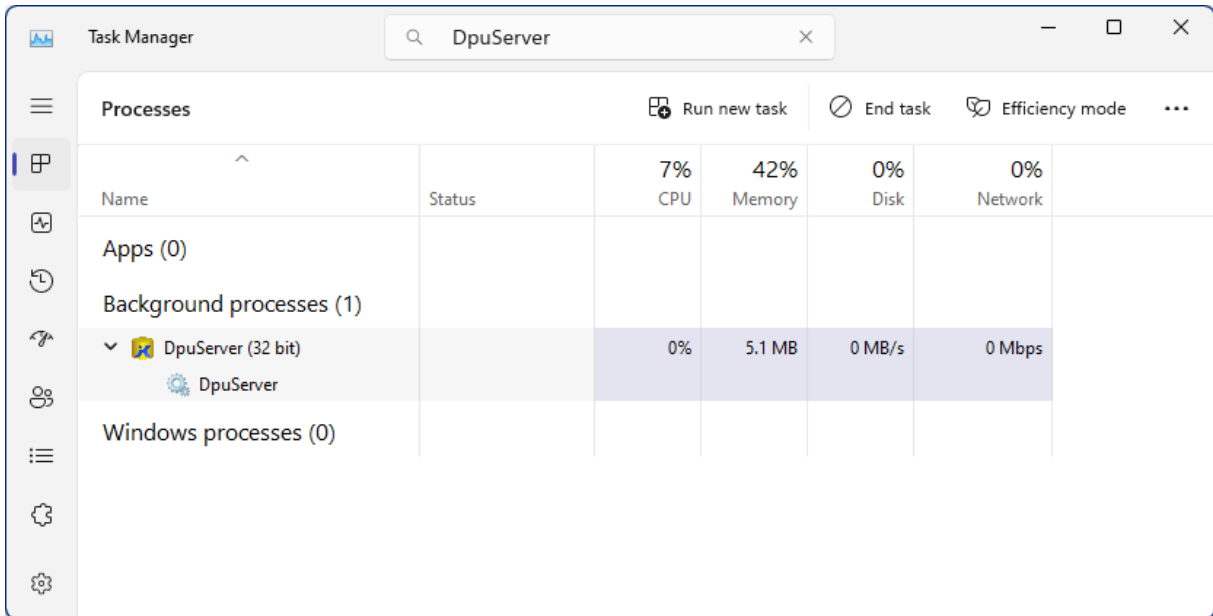 Task Manager DpuServer
Processes Run new task End task Efficiency mode
7% 42% 0% 0%
Name Status CPU Memory Disk Network
Apps (0)
Background processes (1)
DpuServer (32 bit) 0% 5.1 MB 0 MB/s 0 Mbps
DpuServer
Windows processes (0)